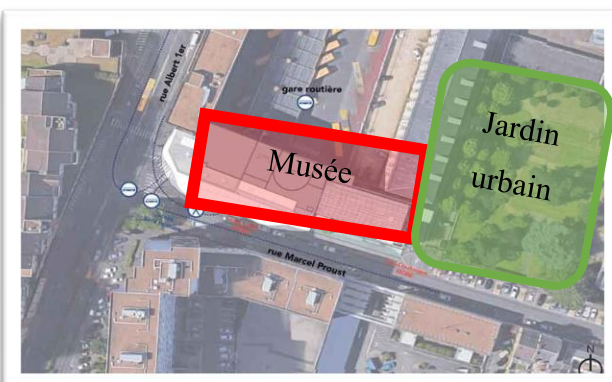 rue Albert 1er
gare routière
Musée
Jardin
urbain
rue Marcel Proust
N